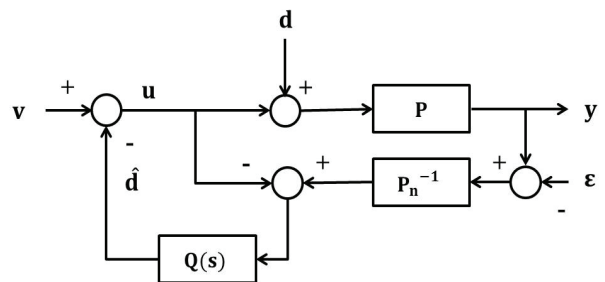 d
+
+
v
u
P
y
-
d̂
-
+
Pₙ⁻¹
+
ε
-
Q(s)